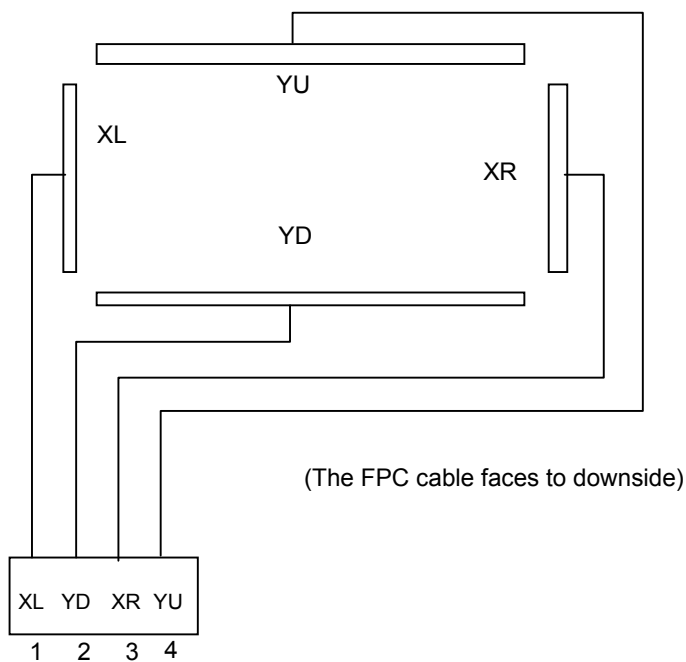 YU
XL
XR
YD
(The FPC cable faces to downside)
XL YD XR YU
1 2 3 4